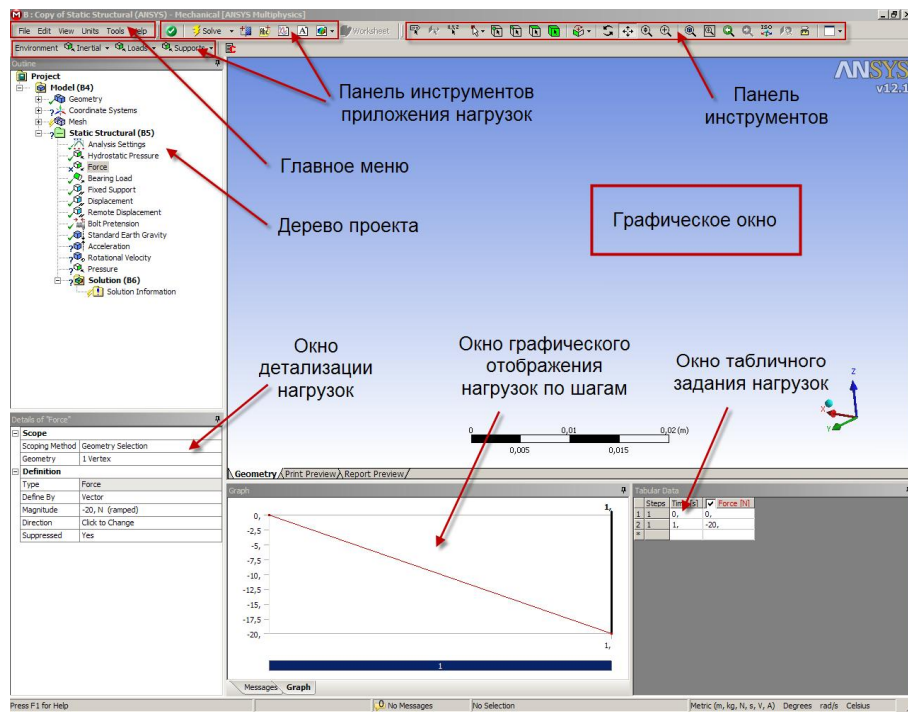 B : Copy of Static Structural (ANSYS) - Mechanical [ANSYS Multiphysics]
File Edit View Units Tools Help
Solve
Worksheet
Environment Inertial Loads Supports
Outline
Project
Model (B4)
Geometry
Coordinate Systems
Mesh
Static Structural (B5)
Analysis Settings
Hydrostatic Pressure
Force
Bearing Load
Fixed Support
Displacement
Remote Displacement
Bolt Pretension
Standard Earth Gravity
Acceleration
Rotational Velocity
Pressure
Solution (B6)
Solution Information
ANSYS
v12.1
Панель инструментов
приложения нагрузок
Панель
инструментов
Главное меню
Дерево проекта
Графическое окно
Окно
детализации
нагрузок
Окно графического
отображения
нагрузок по шагам
Окно табличного
задания нагрузок
Z
X
Y
0 0,01 0,02 (m)
0,005 0,015
Geometry Print Preview Report Preview
Details of "Force"
Scope
Scoping Method Geometry Selection
Geometry 1 Vertex
Definition
Type Force
Define By Vector
Magnitude -20, N (ramped)
Direction Click to Change
Suppressed Yes
Graph
1,
0,
-2,5
-5,
-7,5
-10,
-12,5
-15,
-17,5
-20,
1,
1
Messages Graph
Tabular Data
Steps Time [s] Force [N]
1 1 0, 0,
2 1 1, -20,
*
Press F1 for Help
0 No Messages
No Selection
Metric (m, kg, N, s, V, A) Degrees rad/s Celsius